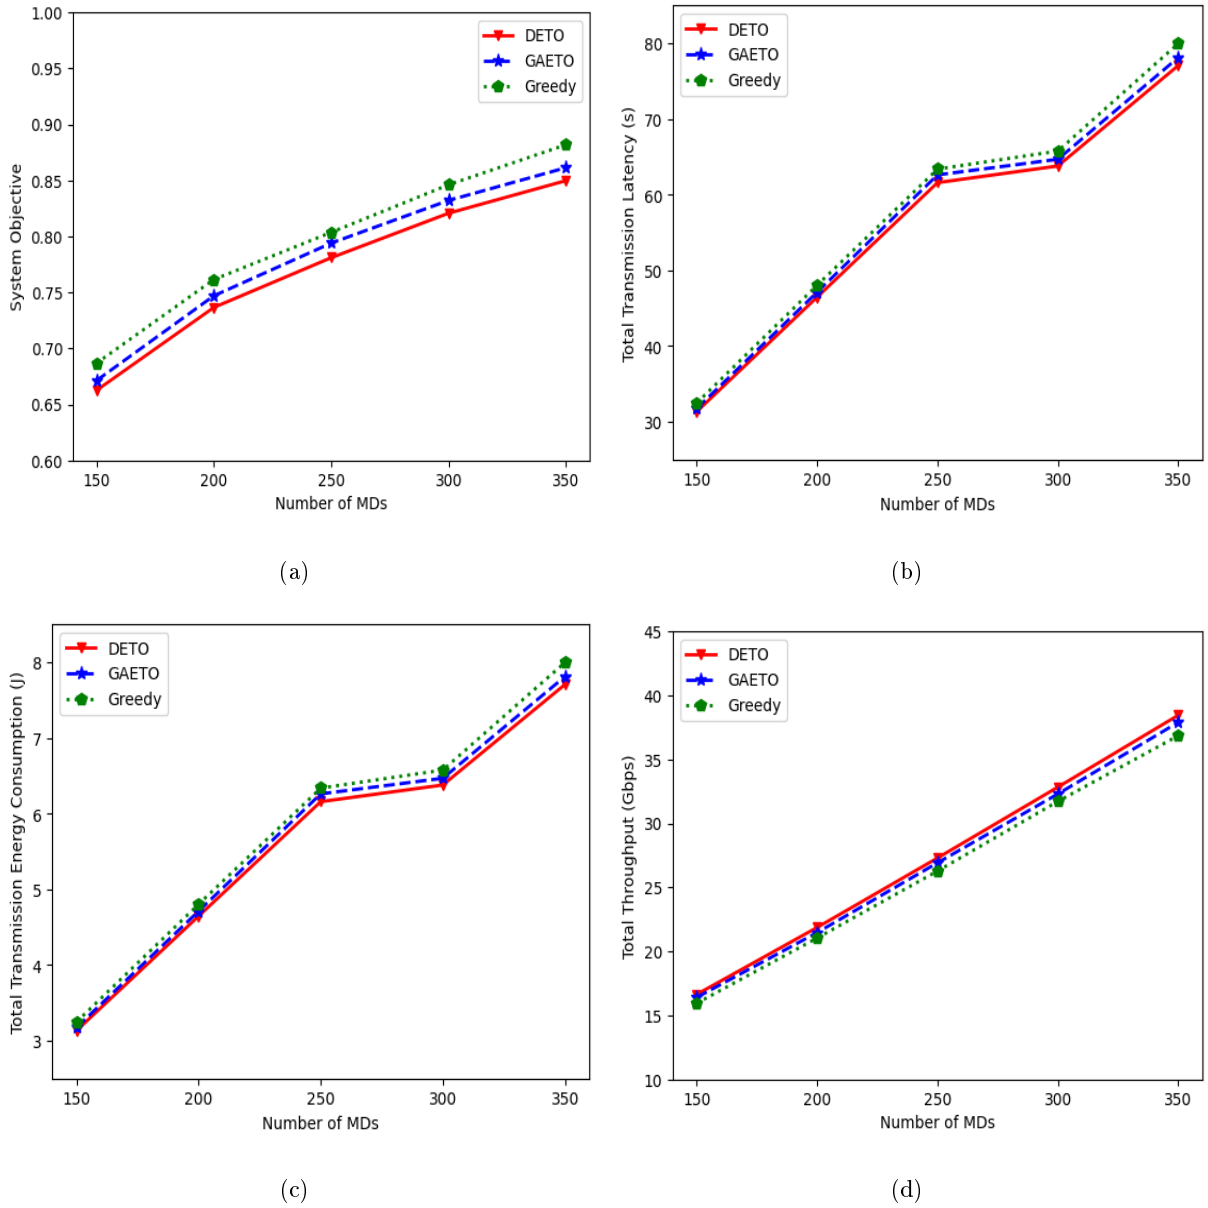 1.00
0.95
0.90
0.85
0.80
0.75
0.70
0.65
0.60
System Objective
DETO
GAETO
Greedy
150 200 250 300 350
Number of MDs
(a)
80
70
60
50
40
30
Total Transmission Latency (s)
DETO
GAETO
Greedy
150 200 250 300 350
Number of MDs
(b)
8
7
6
5
4
3
Total Transmission Energy Consumption (J)
DETO
GAETO
Greedy
150 200 250 300 350
Number of MDs
(c)
45
40
35
30
25
20
15
10
Total Throughput (Gbps)
DETO
GAETO
Greedy
150 200 250 300 350
Number of MDs
(d)